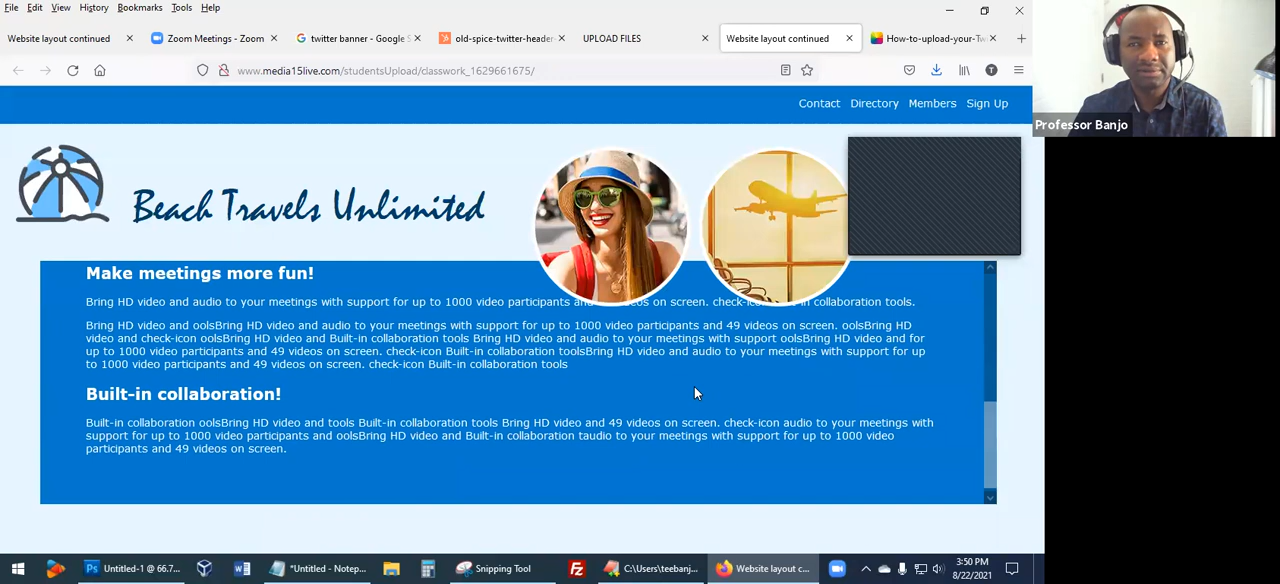 File Edit View History Bookmarks Tools Help
Website layout continued
Zoom Meetings - Zoom
twitter banner - Google S
old-spice-twitter-header-
UPLOAD FILES
Website layout continued
How-to-upload-your-Tw
www.media15live.com/studentsUpload/classwork_1629661675/
Professor Banjo
Contact Directory Members Sign Up
Beach Travels Unlimited
Make meetings more fun!
Bring HD video and audio to your meetings with support for up to 1000 video participants an os on screen. check-ic in collaboration tools.
Bring HD video and oolsBring HD video and audio to your meetings with support for up to 1000 video participants and 49 videos on screen. oolsBring HD
video and check-icon oolsBring HD video and Built-in collaboration tools Bring HD video and audio to your meetings with support oolsBring HD video and for
up to 1000 video participants and 49 videos on screen. check-icon Built-in collaboration toolsBring HD video and audio to your meetings with support for up
to 1000 video participants and 49 videos on screen. check-icon Built-in collaboration tools
Built-in collaboration!
Built-in collaboration oolsBring HD video and tools Built-in collaboration tools Bring HD video and 49 videos on screen. check-icon audio to your meetings with
support for up to 1000 video participants and oolsBring HD video and Built-in collaboration taudio to your meetings with support for up to 1000 video
participants and 49 videos on screen.
Untitled-1 @ 66.7...
*Untitled - Notep...
Snipping Tool
C:\Users\teebanj...
Website layout c...
3:50 PM
8/22/2021